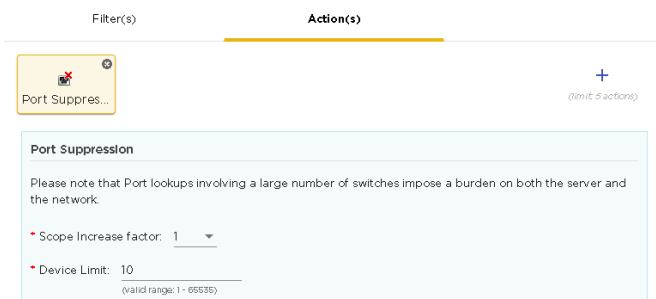 Filter(s)
Action(s)
Port Suppres...
(limit: 5 actions)
Port Suppression
Please note that Port lookups involving a large number of switches impose a burden on both the server and
the network.
* Scope Increase factor: 1
* Device Limit: 10
(valid range: 1 - 65535)